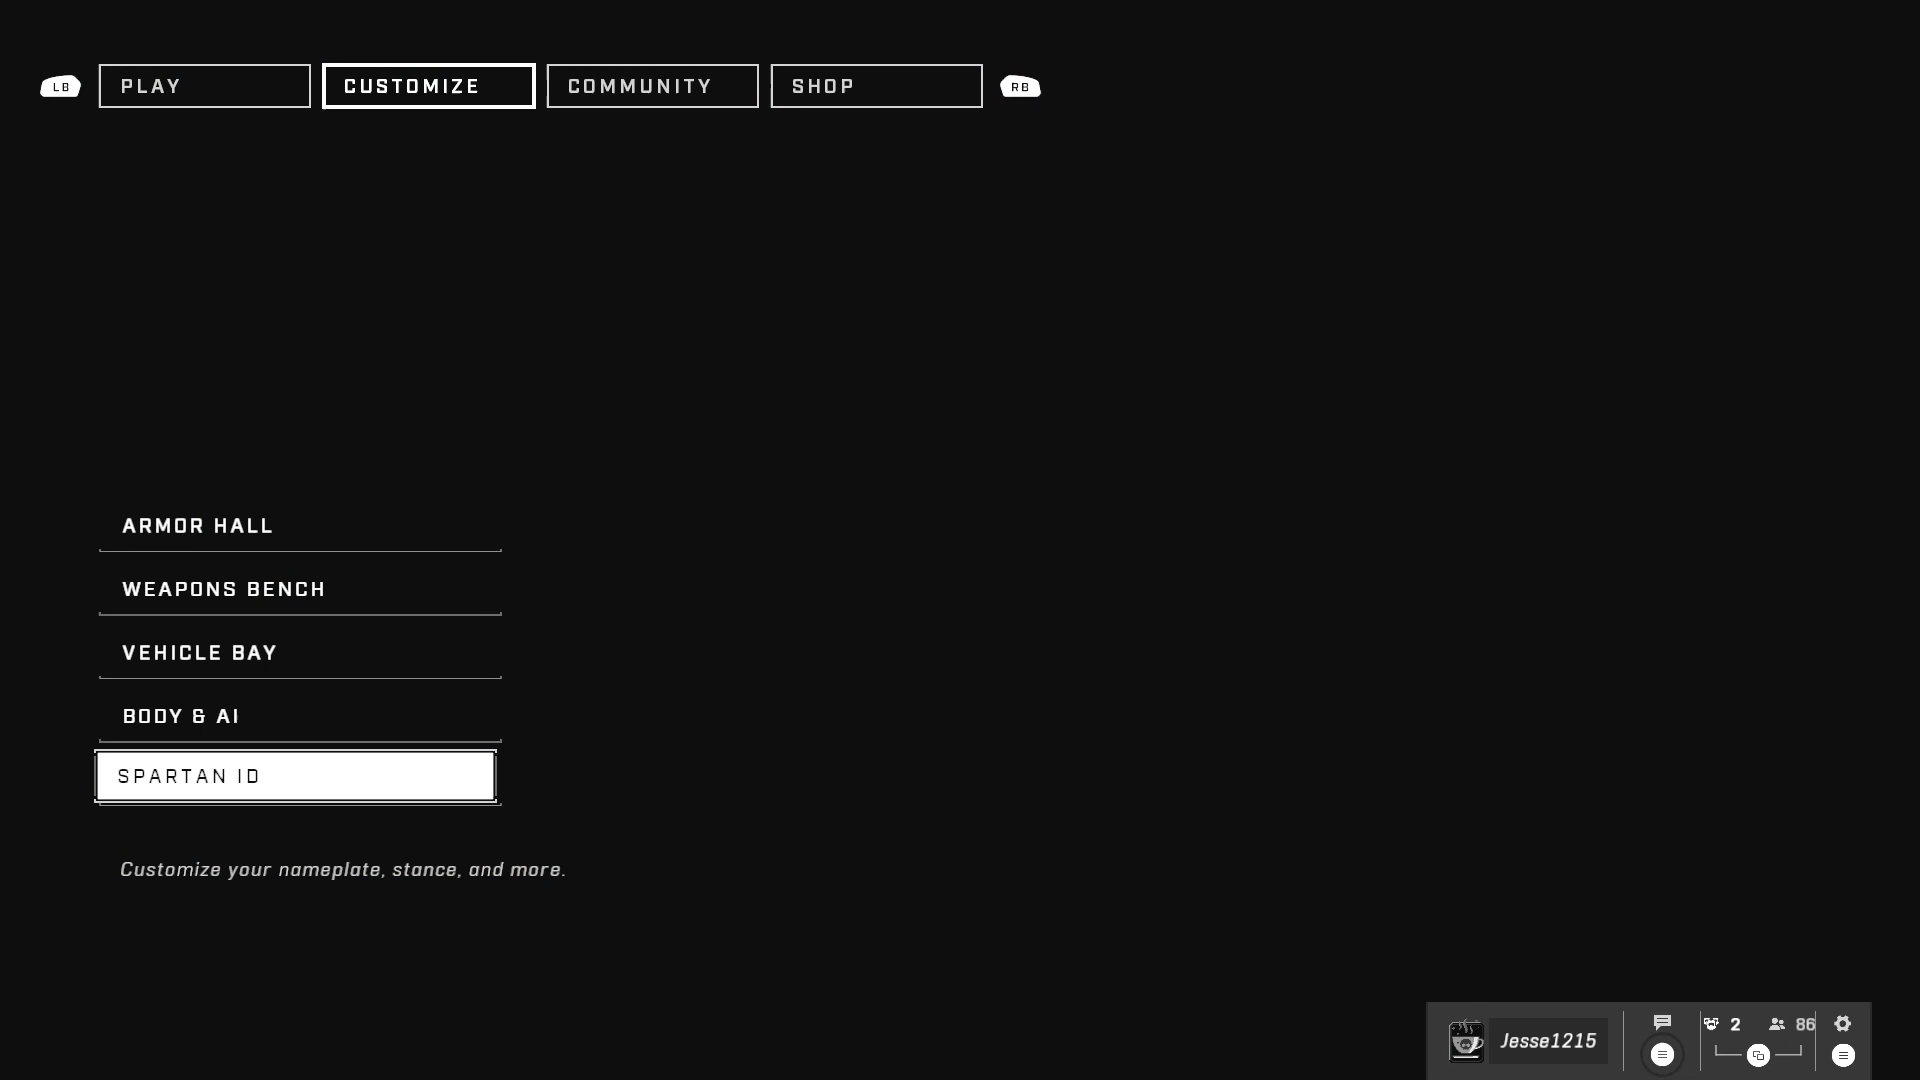 LB
PLAY
CUSTOMIZE
COMMUNITY
SHOP
RB
ARMOR HALL
WEAPONS BENCH
VEHICLE BAY
BODY & AI
SPARTAN ID
Customize your nameplate, stance, and more.
Jesse1215
2
86